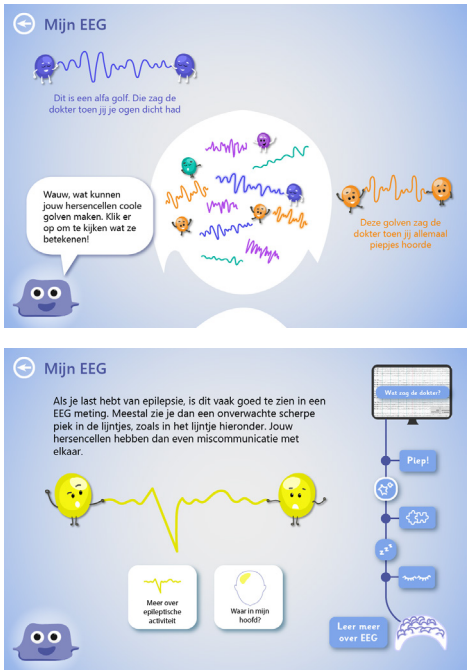 Mijn EEG
Dit is een alfa golf. Die zag de
dokter toen jij je ogen dicht had
Wauw, wat kunnen
jouw hersencellen coole
golven maken. Klik er
op om te kijken wat ze
betekenen!
Deze golven zag de
dokter toen jij allemaal
piepjes hoorde
Mijn EEG
Als je last hebt van epilepsie, is dit vaak goed te zien in een
EEG meting. Meestal zie je dan een onverwachte scherpe
piek in de lijntjes, zoals in het lijntje hieronder. Jouw
hersencellen hebben dan even miscommunicatie met
elkaar.
Wat zag de dokter?
Piep!
z z z
Meer over
epileptische
activiteit
Waar in mijn
hoofd?
Leer meer
over EEG